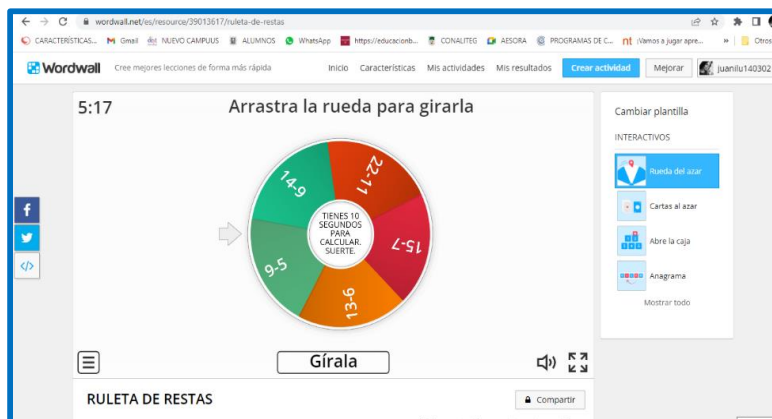 wordwall.net/es/resource/39013617/ruleta-de-restas
CARACTERÍSTICAS... Gmail NUEVO CAMPUUS ALUMNOS WhatsApp https://educacionb... CONALITEG AESORA PROGRAMAS DE C... nt ¡Vamos a jugar apre... » Otros
Wordwall Cree mejores lecciones de forma más rápida Inicio Características Mis actividades Mis resultados Crear actividad Mejorar juanilu140302
5:17 Arrastra la rueda para girarla
Cambiar plantilla
INTERACTIVOS
Rueda del azar
Cartas al azar
Abre la caja
Anagrama
Mostrar todo
14-9
22-11
15-7
13-6
9-5
TIENES 10
SEGUNDOS
PARA
CALCULAR.
SUERTE.
Gírala
RULETA DE RESTAS
Compartir